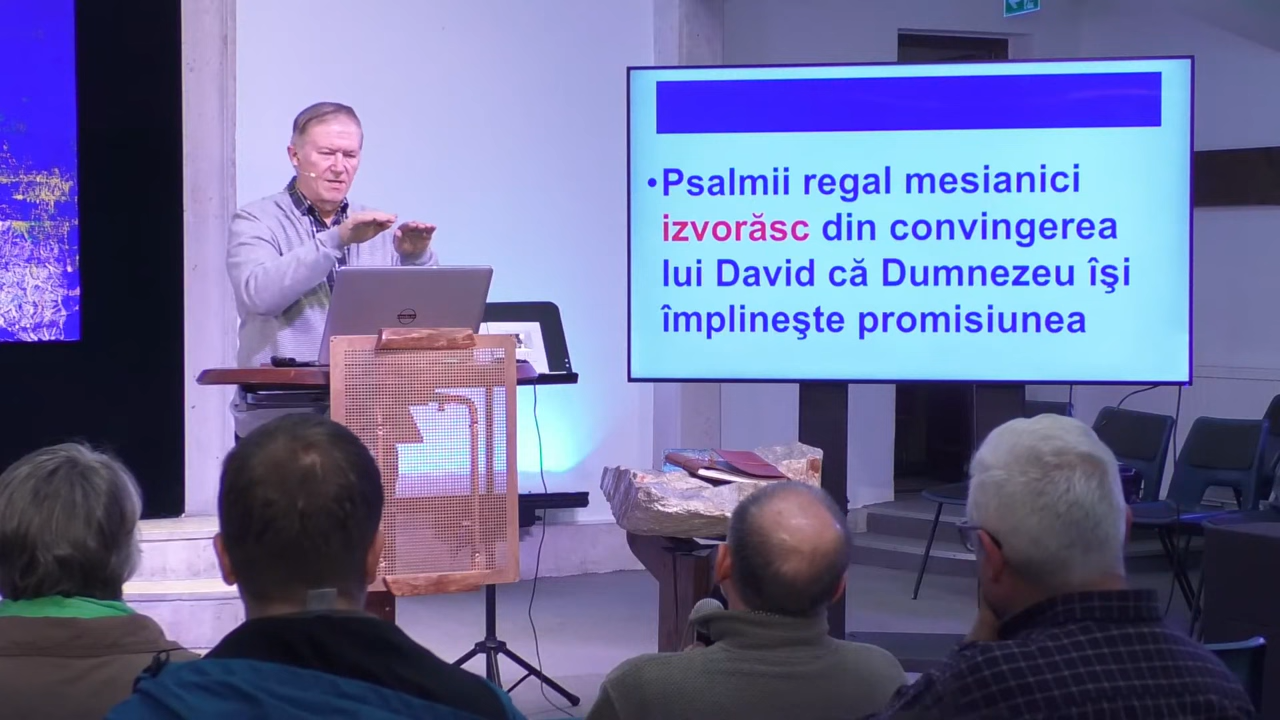 •Psalmii regal mesianici
izvorăsc din convingerea
lui David că Dumnezeu îşi
împlineşte promisiunea